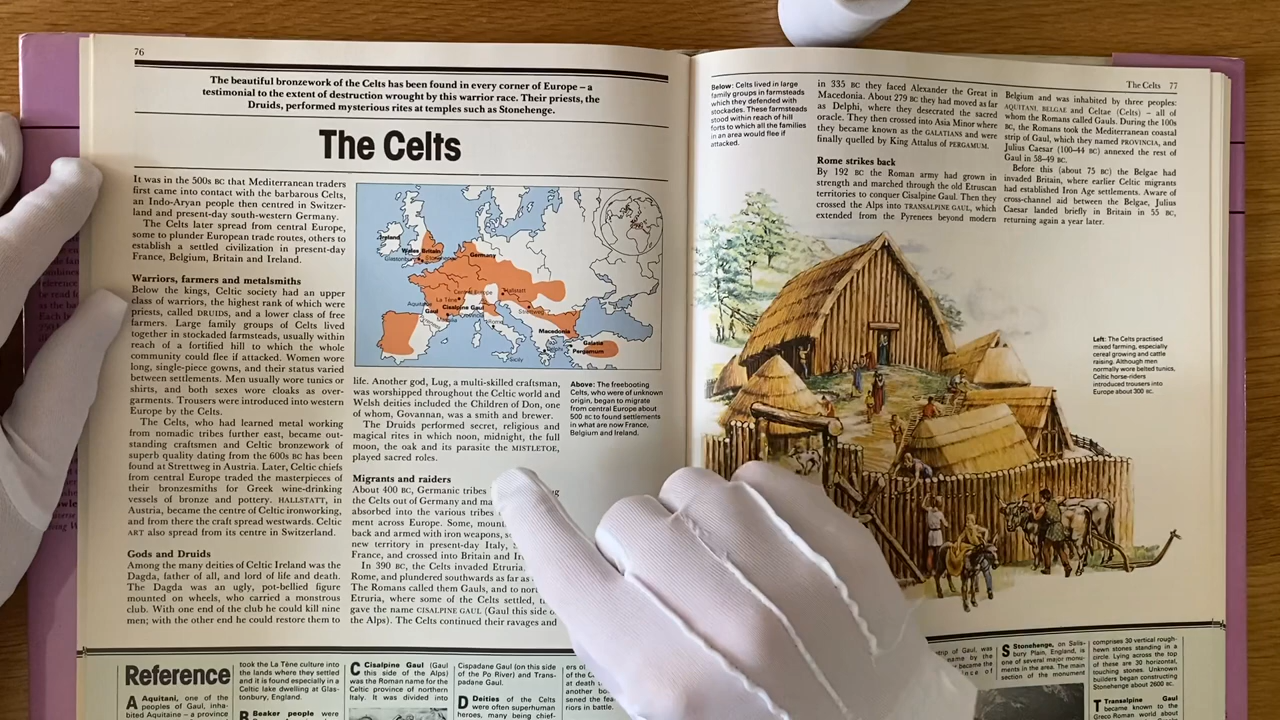 76
The beautiful bronzework of the Celts has been found in every corner of Europe – a
testimonial to the extent of destruction wrought by this warrior race. Their priests, the
Druids, performed mysterious rites at temples such as Stonehenge.
The Celts
It was in the 500s BC that Mediterranean traders
first came into contact with the barbarous Celts,
an Indo-Aryan people then centred in Switzer-
land and present-day south-western Germany.
The Celts later spread from central Europe,
some to plunder European trade routes, others to
establish a settled civilization in present-day
France, Belgium, Britain and Ireland.
Warriors, farmers and metalsmiths
Below the kings, Celtic society had an upper
class of warriors, the highest rank of which were
priests, called DRUIDS, and a lower class of free
farmers. Large family groups of Celts lived
together in stockaded farmsteads, usually within
reach of a fortified hill to which the whole
community could flee if attacked. Women wore
long, single-piece gowns, and their status varied
between settlements. Men usually wore tunics or
shirts, and both sexes wore cloaks as over-
garments. Trousers were introduced into western
Europe by the Celts.
The Celts, who had learned metal working
from nomadic tribes further east, became out-
standing craftsmen and Celtic bronzework of
superb quality dating from the 600s BC has been
found at Strettweg in Austria. Later, Celtic chiefs
from central Europe traded the masterpieces of
their bronzesmiths for Greek wine-drinking
vessels of bronze and pottery. HALLSTATT, in
Austria, became the centre of Celtic ironworking,
and from there the craft spread westwards. Celtic
ART also spread from its centre in Switzerland.
Gods and Druids
Among the many deities of Celtic Ireland was the
Dagda, father of all, and lord of life and death.
The Dagda was an ugly, pot-bellied figure
mounted on wheels, who carried a monstrous
club. With one end of the club he could kill nine
men; with the other end he could restore them to
Ireland
Wales
Britain
Glastonbury
Stonehenge
Germany
Central Europe
Hallstatt
La Tène
Aquitaine
Gaul
Cisalpine Gaul
Strettweg
Rome
Macedonia
Delphi
Galatia
Pergamum
Sicily
life. Another god, Lug, a multi-skilled craftsman,
was worshipped throughout the Celtic world and
Welsh deities included the Children of Don, one
of whom, Govannan, was a smith and brewer.
The Druids performed secret, religious and
magical rites in which noon, midnight, the full
moon, the oak and its parasite the MISTLETOE,
played sacred roles.
Above: The freebooting
Celts, who were of unknown
origin, began to migrate
from central Europe about
500 BC to found settlements
in what are now France,
Belgium and Ireland.
Migrants and raiders
About 400 BC, Germanic tribes
the Celts out of Germany and
absorbed into the various tribes
ment across Europe. Some,
back and armed with iron weapons,
new territory in present-day Italy,
France, and crossed into Britain and
In 390 BC, the Celts invaded Etruria,
Rome, and plundered southwards as far as
The Romans called them Gauls, and to
Etruria, where some of the Celts settled,
gave the name CISALPINE GAUL (Gaul this side
the Alps). The Celts continued their ravages and
Reference
Aquitani, one of the
peoples of Gaul, inha-
bited Aquitaine – a province
took the La Tène culture into
the lands where they settled
and it is found especially in a
Celtic lake dwelling at Glas-
tonbury, England.
Beaker people were
Cisalpine Gaul (Gaul
this side of the Alps)
was the Roman name for the
Celtic province of northern
Italy. It was divided into
Cispadane Gaul (on this side
of the Po River) and Trans-
padane Gaul.
Deities of the Celts
were often superhuman
heroes, many being chief-
ers of
of the
at death
another
sened the
riors in battle.
The Celts 77
Below: Celts lived in large
family groups in farmsteads
which they defended with
stockades. These farmsteads
stood within reach of hill
forts to which all the families
in an area would flee if
attacked.
in 335 BC they faced Alexander the Great in
Macedonia. About 279 BC they had moved as far
as Delphi, where they desecrated the sacred
oracle. They then crossed into Asia Minor where
they became known as the GALATIANS and were
finally quelled by King Attalus of PERGAMUM.
Rome strikes back
By 192 BC the Roman army had grown in
strength and marched through the old Etruscan
territories to conquer Cisalpine Gaul. Then they
crossed the Alps into TRANSALPINE GAUL, which
extended from the Pyrenees beyond modern
Belgium and was inhabited by three peoples:
AQUITANI, BELGAE and Celtae (Celts) – all of
whom the Romans called Gauls. During the 100s
BC, the Romans took the Mediterranean coastal
strip of Gaul, which they named PROVINCIA, and
Julius Caesar (100–44 BC) annexed the rest of
Gaul in 58–49 BC.
Before this (about 75 BC) the Belgae had
invaded Britain, where earlier Celtic migrants
had established Iron Age settlements. Aware of
cross-channel aid between the Belgae, Julius
Caesar landed briefly in Britain in 55 BC,
returning again a year later.
Left: The Celts practised
mixed farming, especially
cereal growing and cattle
raising. Although men
normally wore belted tunics,
Celtic horse-riders
introduced trousers into
Europe about 300 BC.
strip of Gaul, was
name by the
became the
Stonehenge, on Salis-
bury Plain, England, is
one of several major monu-
ments in the area. The main
section of the monument
comprises 30 vertical rough-
hewn stones standing in a
circle. Lying across the top
of these are 30 horizontal,
touching stones. Unknown
builders began constructing
Stonehenge about 2600 BC.
Transalpine Gaul
became known to the
Greco-Roman world about